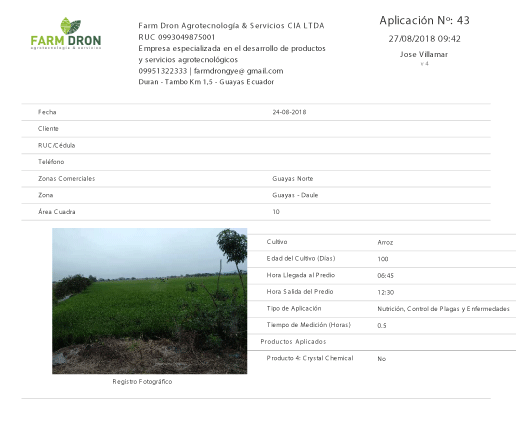 FARM DRON
agrotecnología & servicios
Farm Dron Agrotecnología & Servicios CIA LTDA
RUC 0993049875001
Empresa especializada en el desarrollo de productos
y servicios agrotecnológicos
09951322333 | farmdrongye@gmail.com
Duran - Tambo Km 1,5 - Guayas Ecuador
Aplicación Nº: 43
27/08/2018 09:42
Jose Villamar
Fecha 24-08-2018
Cliente
RUC/Cédula
Teléfono
Zonas Comerciales Guayas Norte
Zona Guayas - Daule
Área Cuadra 10
Cultivo Arroz
Edad del Cultivo (Días) 100
Hora Llegada al Predio 06:45
Hora Salida del Predio 12:30
Tipo de Aplicación Nutrición, Control de Plagas y Enfermedades
Tiempo de Medición (Horas) 0.5
Productos Aplicados
Producto 4: Crystal Chemical No
Registro Fotográfico